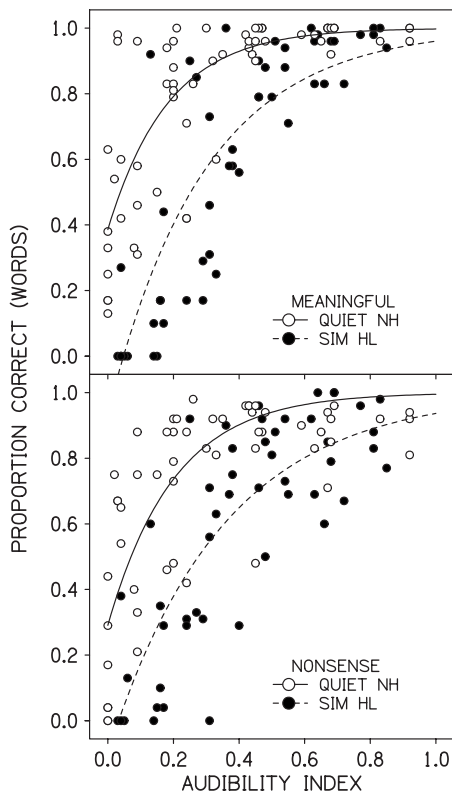 1.0
0.8
0.6
0.4
0.2
0.0
MEANINGFUL
QUIET NH
SIM HL
PROPORTION CORRECT (WORDS)
1.0
0.8
0.6
0.4
0.2
0.0
NONSENSE
QUIET NH
SIM HL
0.0 0.2 0.4 0.6 0.8 1.0
AUDIBILITY INDEX